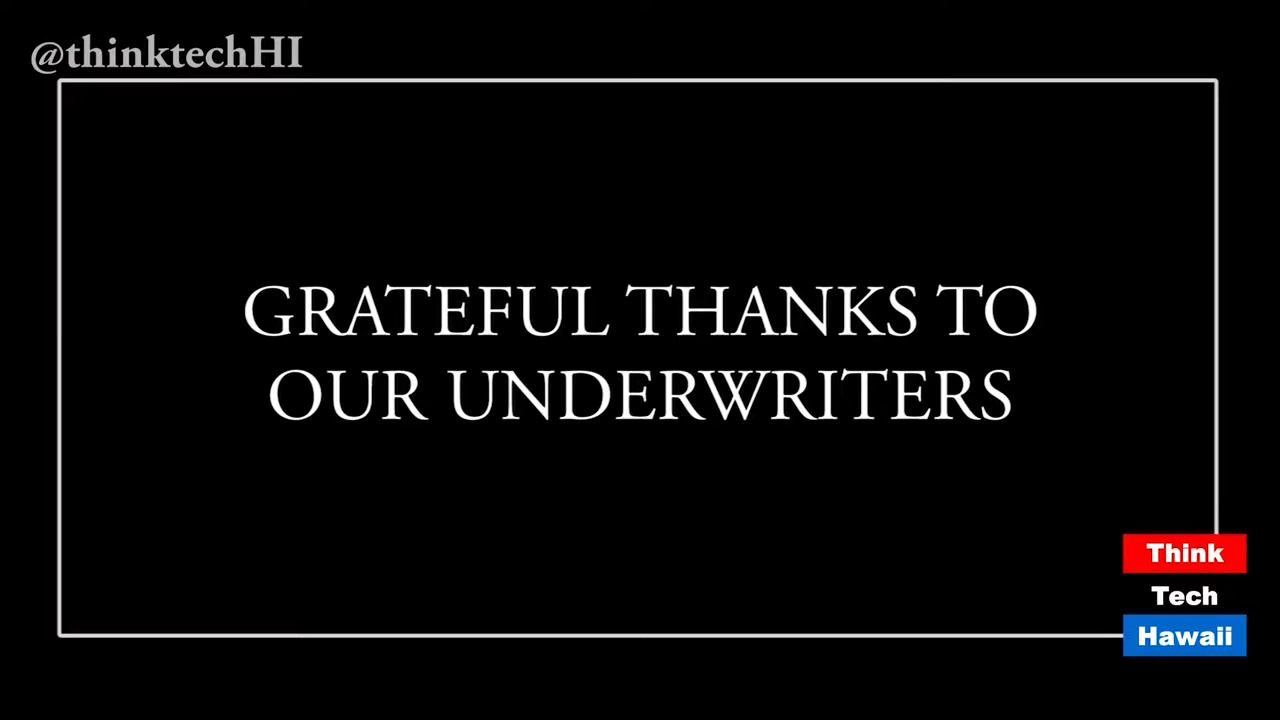 @thinktechHI
GRATEFUL THANKS TO
OUR UNDERWRITERS
Think
Tech
Hawaii